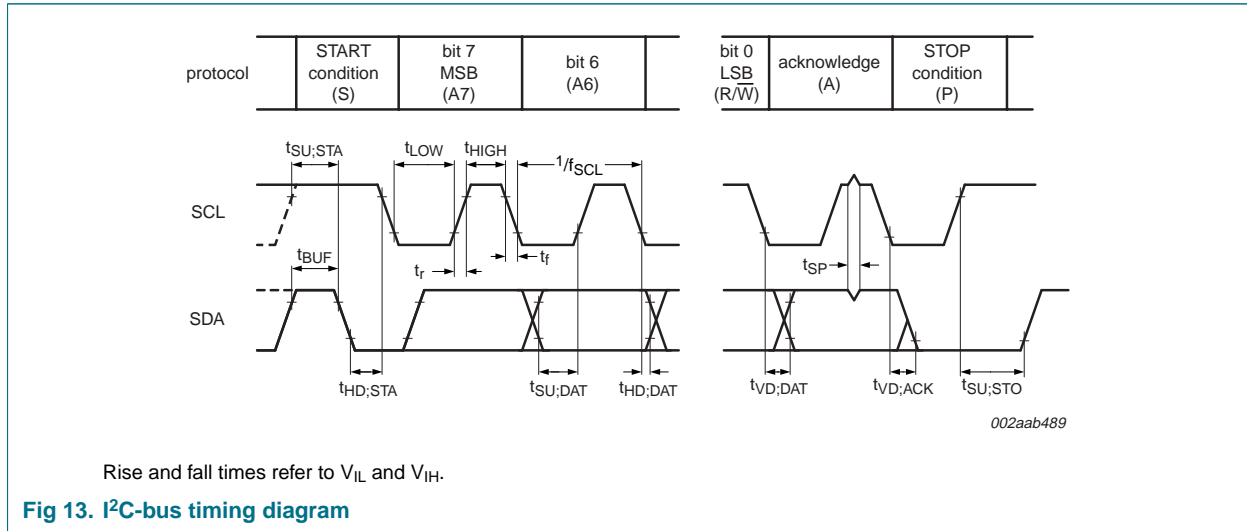 protocol
START
condition
(S)
bit 7
MSB
(A7)
bit 6
(A6)
bit 0
LSB
(R/W̅)
acknowledge
(A)
STOP
condition
(P)
tSU;STA
tLOW
tHIGH
1/fSCL
SCL
tBUF
tr
tf
tSP
SDA
tHD;STA
tSU;DAT
tHD;DAT
tVD;DAT
tVD;ACK
tSU;STO
002aab489
Rise and fall times refer to VIL and VIH.
Fig 13. I²C-bus timing diagram